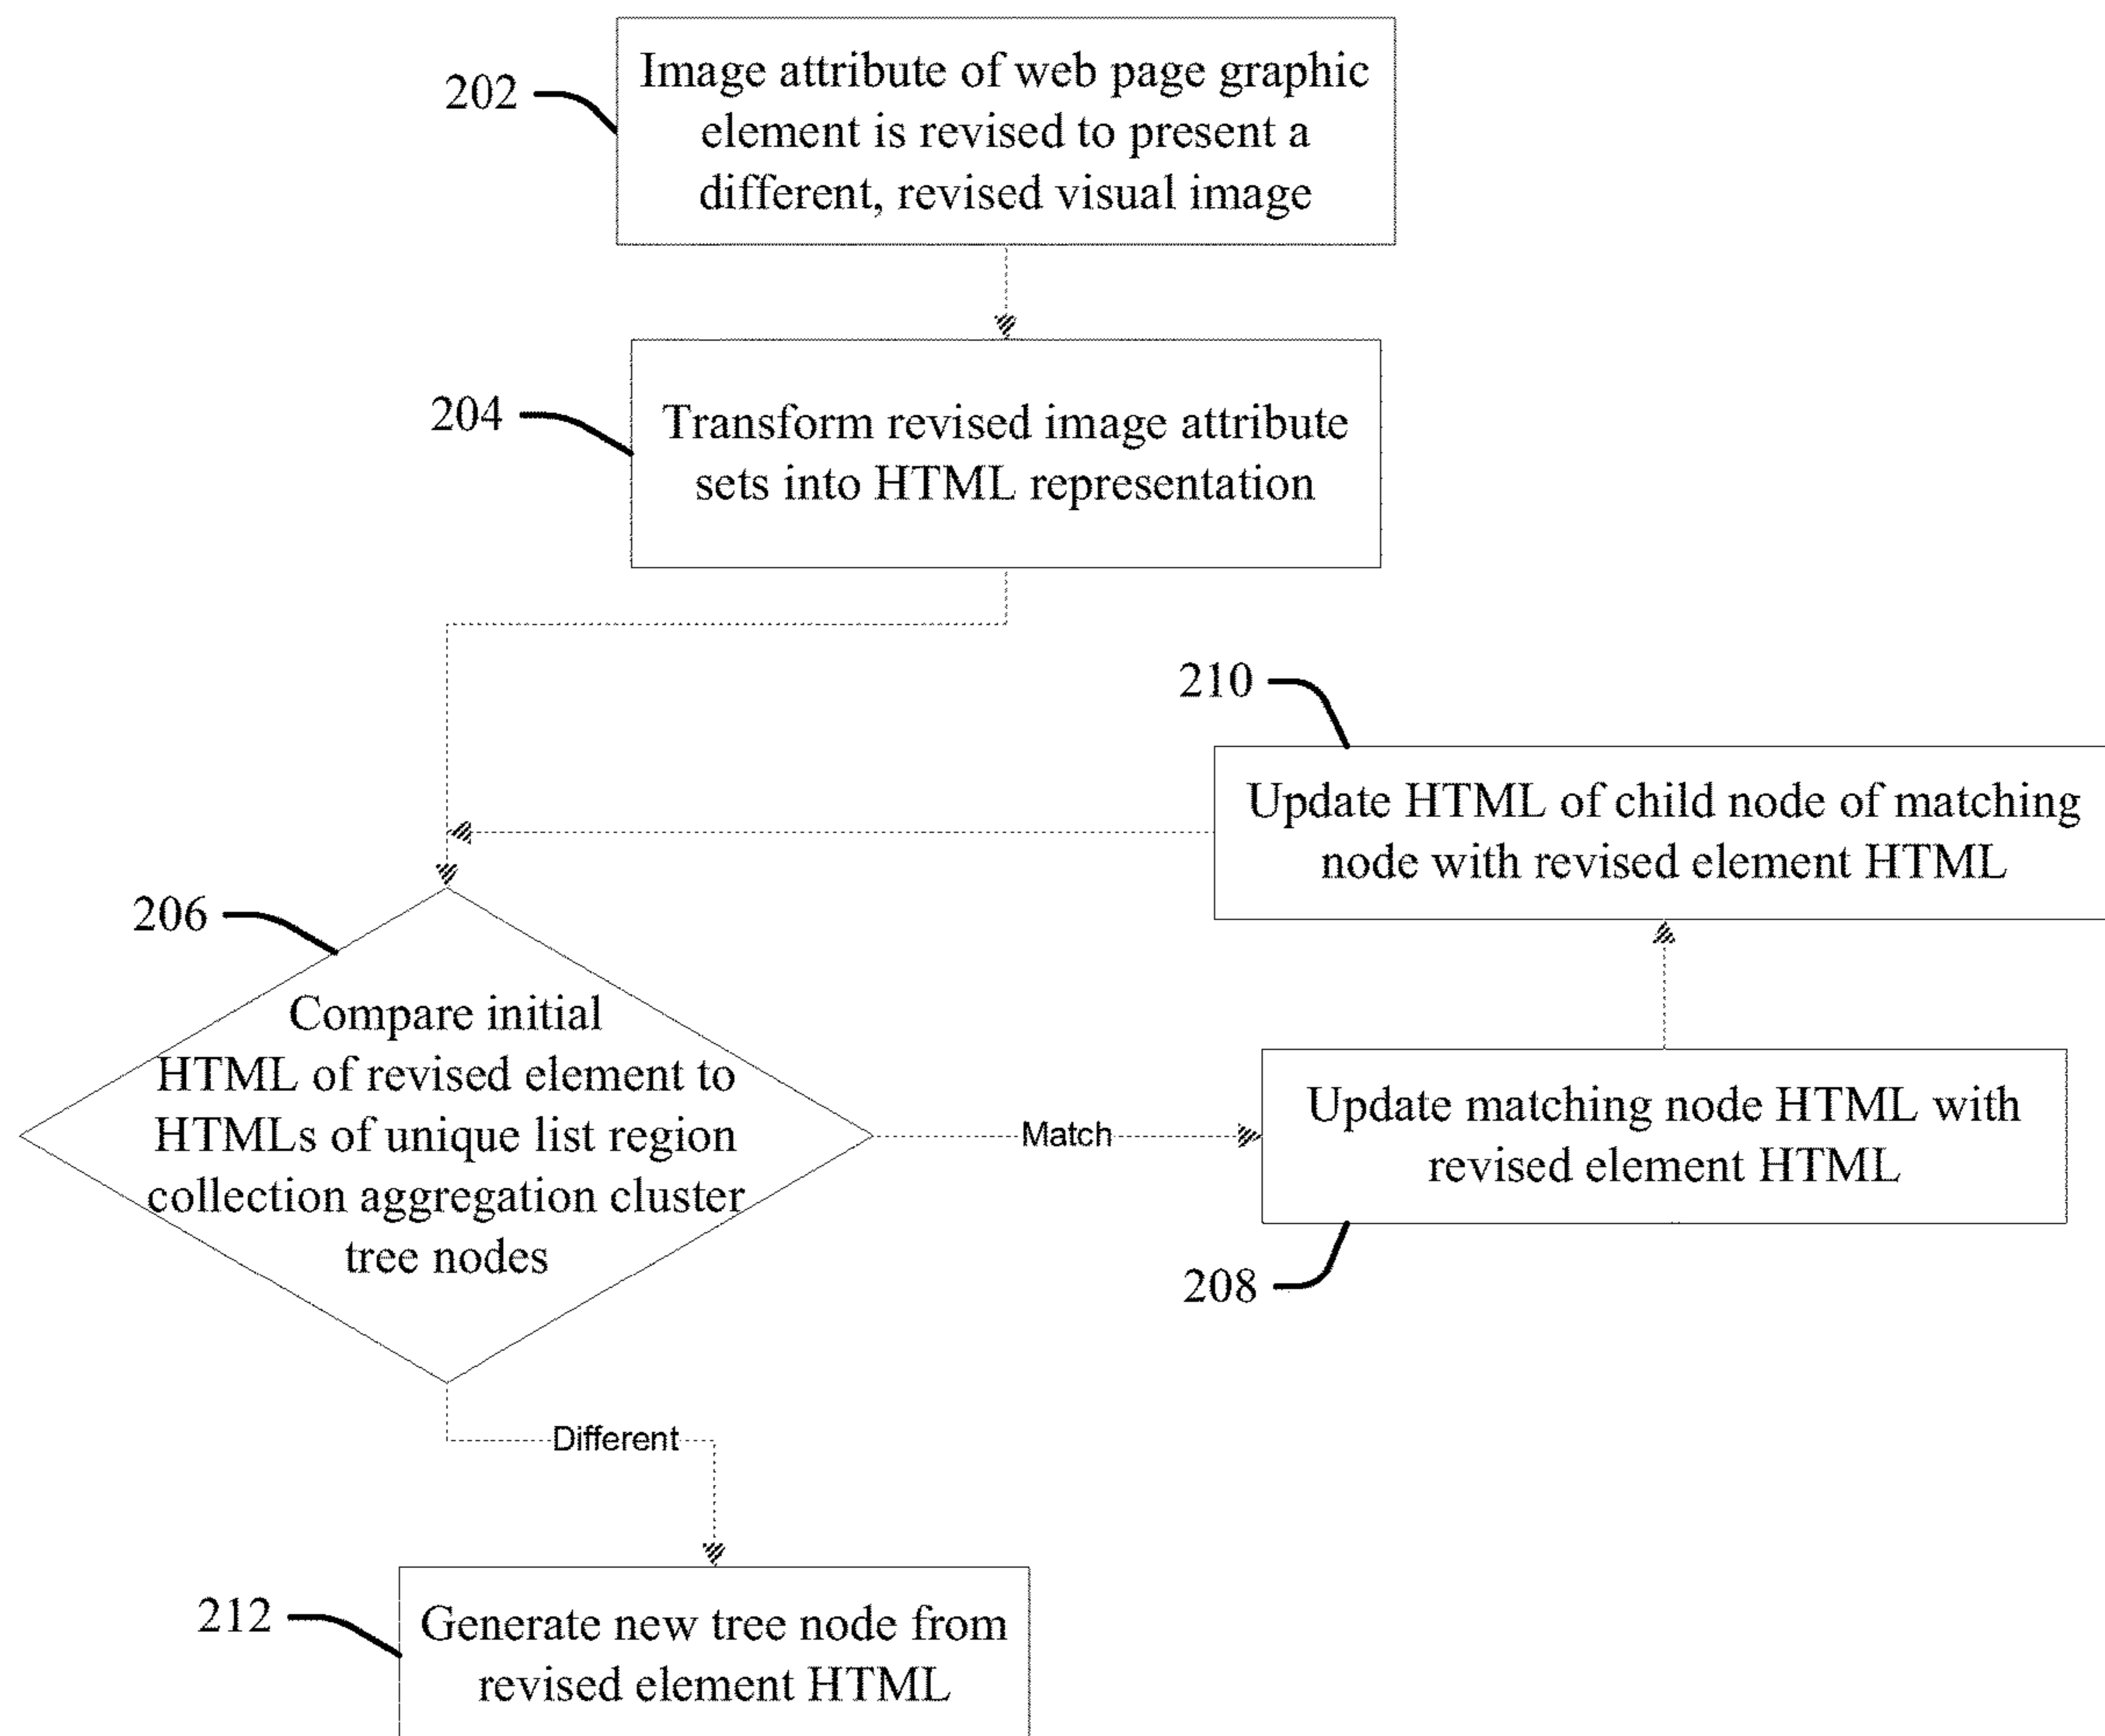 202
Image attribute of web page graphic
element is revised to present a
different, revised visual image
204
Transform revised image attribute
sets into HTML representation
210
Update HTML of child node of matching
node with revised element HTML
206
Compare initial
HTML of revised element to
HTMLs of unique list region
collection aggregation cluster
tree nodes
Match
Update matching node HTML with
revised element HTML
208
Different
212
Generate new tree node from
revised element HTML